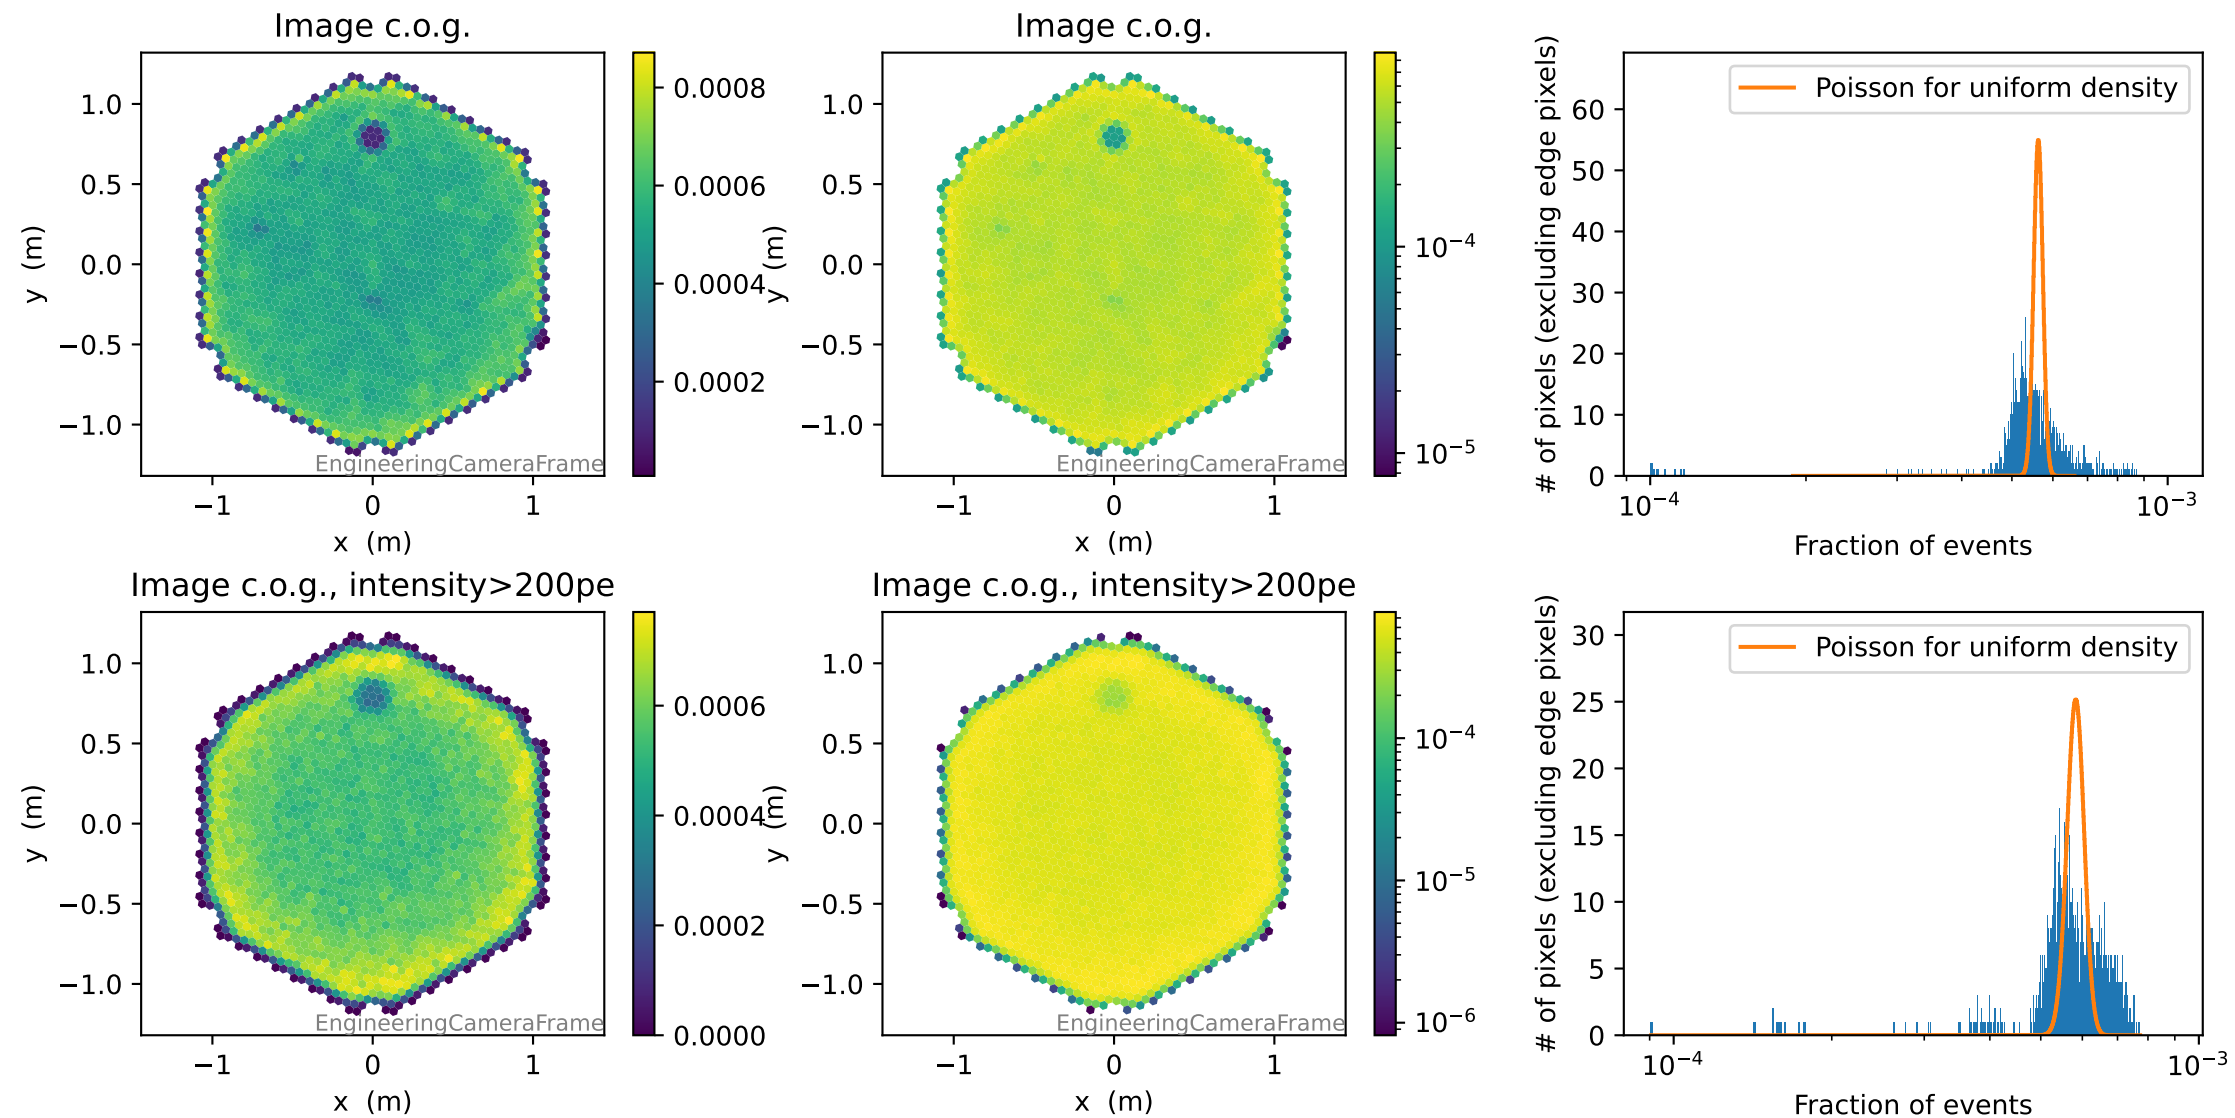 Image c.o.g.
1.0
0.5
0.0
−0.5
−1.0
y (m)
−1
0
1
x (m)
EngineeringCameraFrame
0.0008
0.0006
0.0004
0.0002
Image c.o.g.
1.0
0.5
0.0
−0.5
−1.0
y (m)
−1
0
1
x (m)
EngineeringCameraFrame
10⁻⁴
10⁻⁵
# of pixels (excluding edge pixels)
60
50
40
30
20
10
0
Poisson for uniform density
10⁻⁴
10⁻³
Fraction of events
Image c.o.g., intensity>200pe
1.0
0.5
0.0
−0.5
−1.0
y (m)
−1
0
1
x (m)
EngineeringCameraFrame
0.0006
0.0004
0.0002
0.0000
Image c.o.g., intensity>200pe
1.0
0.5
0.0
−0.5
−1.0
y (m)
−1
0
1
x (m)
EngineeringCameraFrame
10⁻⁴
10⁻⁵
10⁻⁶
# of pixels (excluding edge pixels)
30
25
20
15
10
5
0
Poisson for uniform density
10⁻⁴
10⁻³
Fraction of events